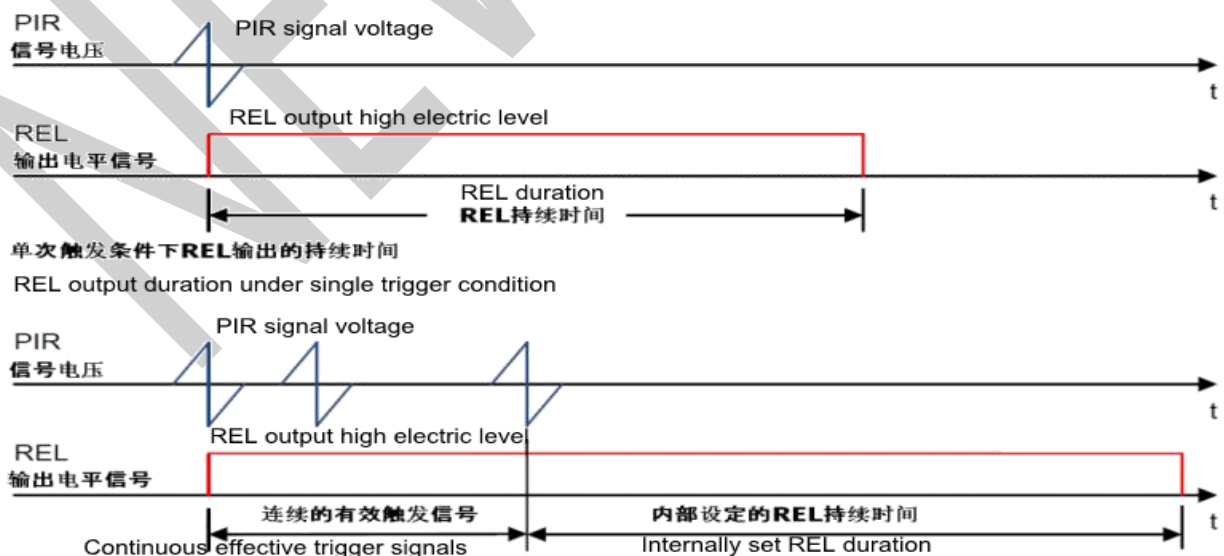 PIR
信号电压
PIR signal voltage
t
REL output high electric level
REL
输出电平信号
t
REL duration
REL持续时间
单次触发条件下REL输出的持续时间
REL output duration under single trigger condition
PIR signal voltage
PIR
信号电压
t
REL output high electric level
REL
输出电平信号
连续的有效触发信号
内部设定的REL持续时间
t
Continuous effective trigger signals
Internally set REL duration